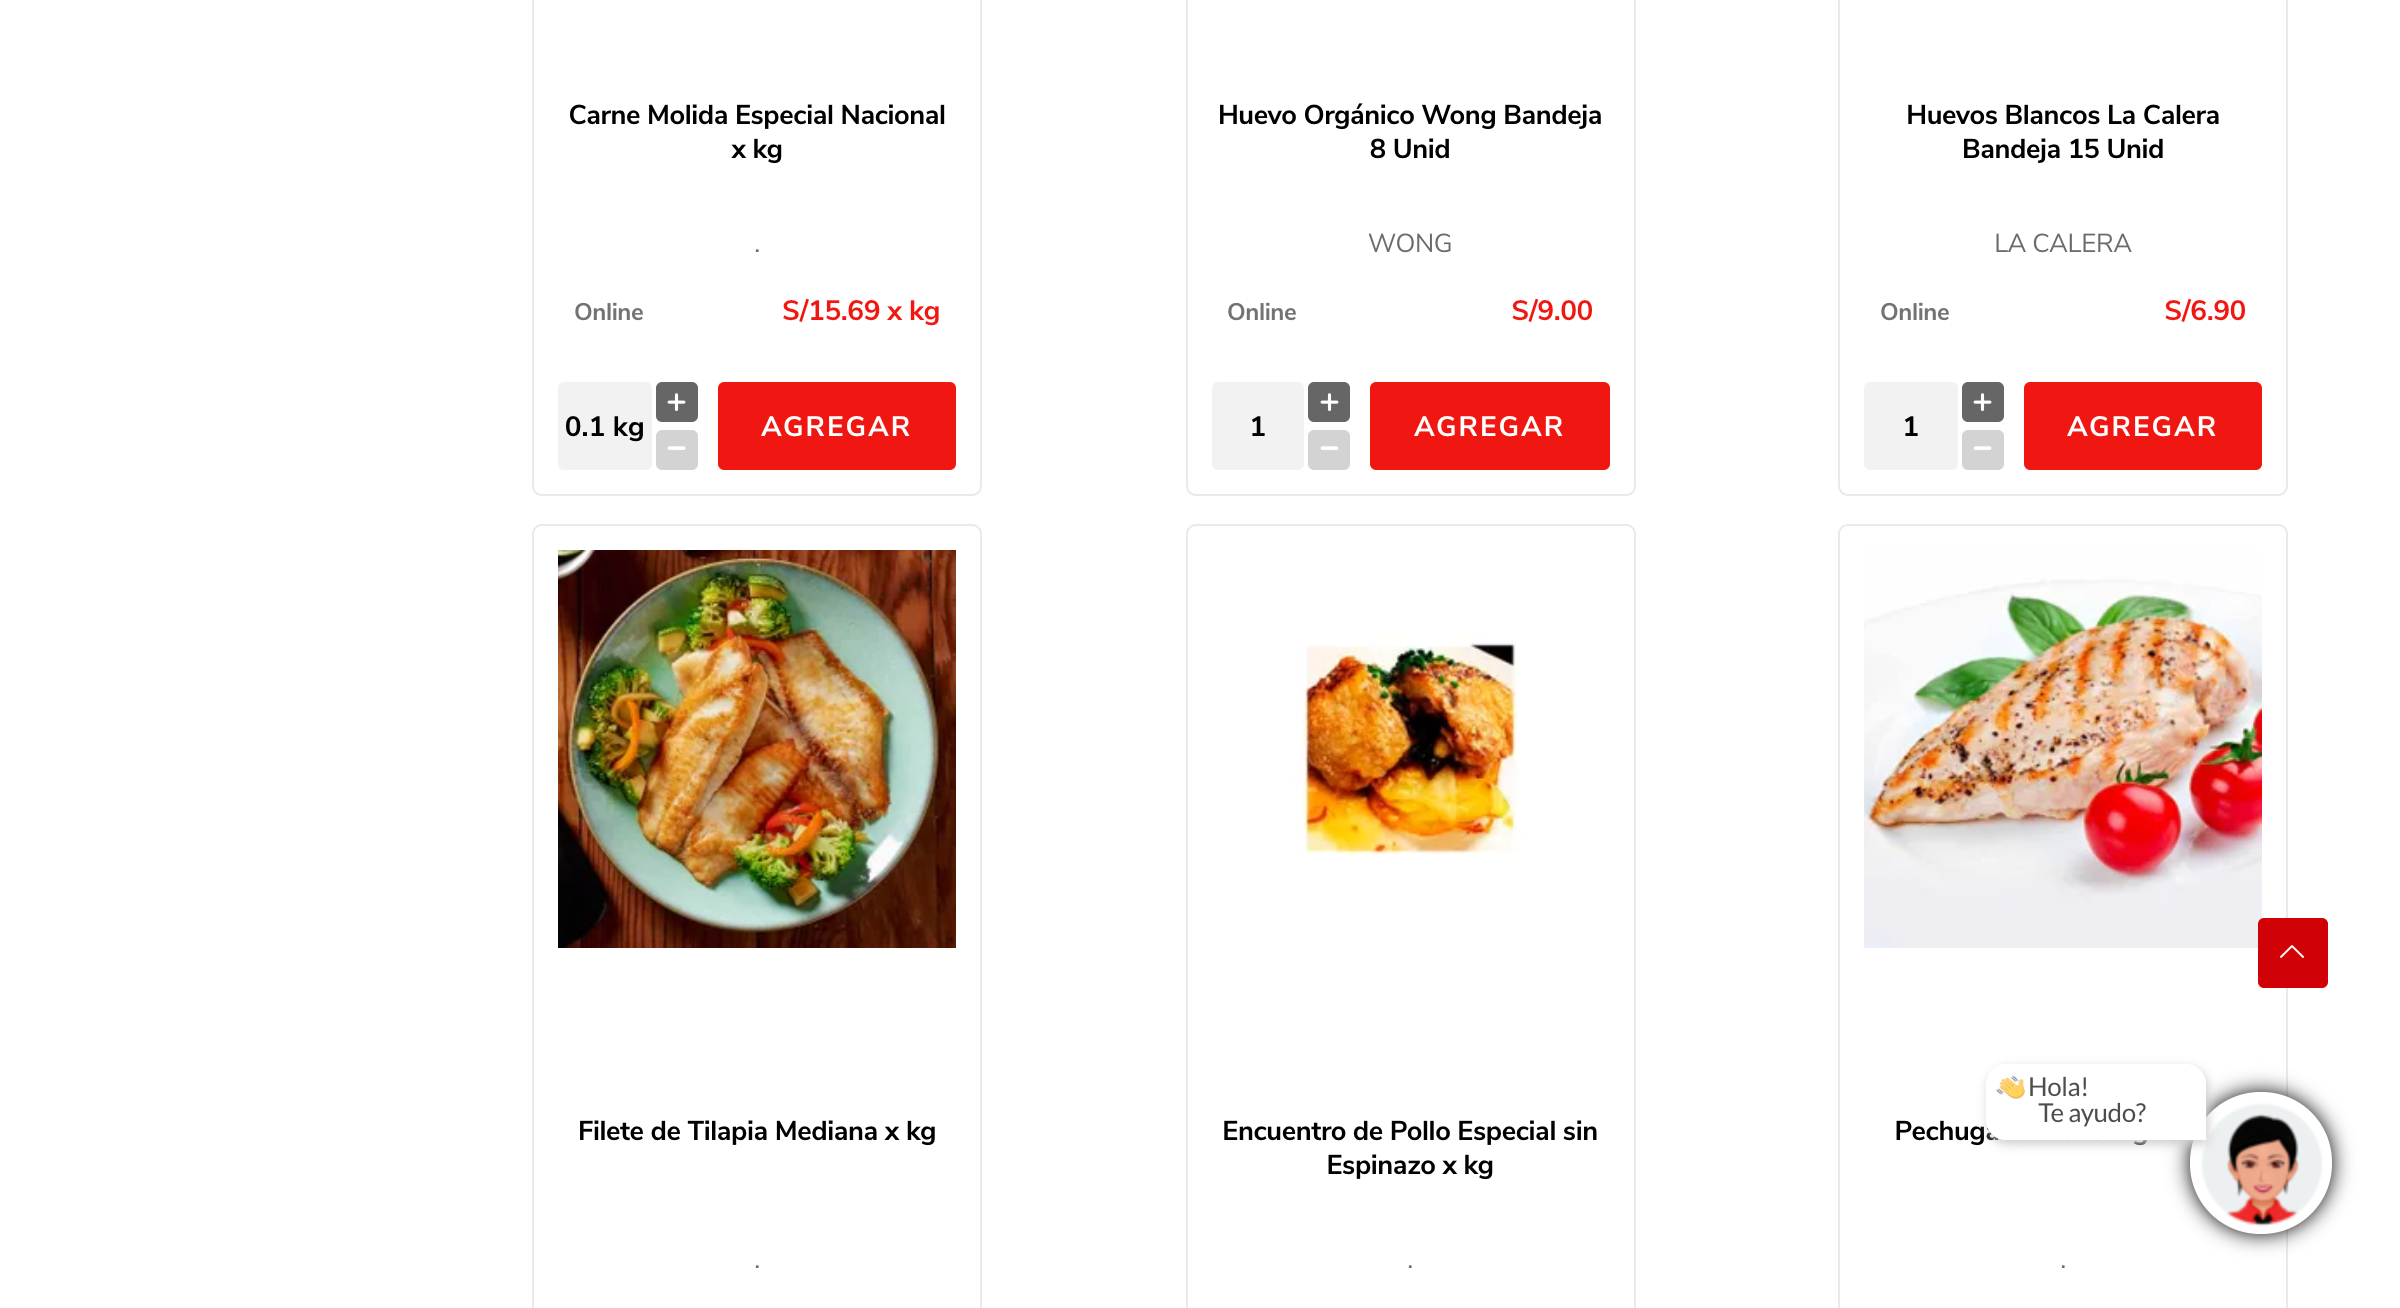 Carne Molida Especial Nacional
x kg
.
Online
S/15.69 x kg
0.1 kg
+
−
AGREGAR
Huevo Orgánico Wong Bandeja
8 Unid
WONG
Online
S/9.00
1
+
−
AGREGAR
Huevos Blancos La Calera
Bandeja 15 Unid
LA CALERA
Online
S/6.90
1
+
−
AGREGAR
Filete de Tilapia Mediana x kg
.
Encuentro de Pollo Especial sin
Espinazo x kg
.
.
👋Hola!
Te ayudo?